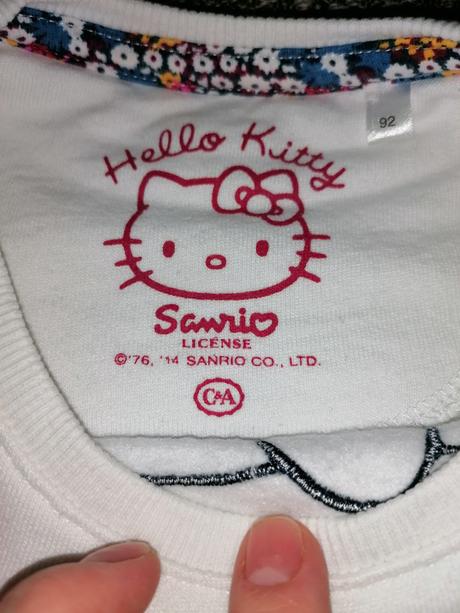 92
Hello Kitty
Sanrio
LICENSE
©'76, '14 SANRIO CO., LTD.
C&A